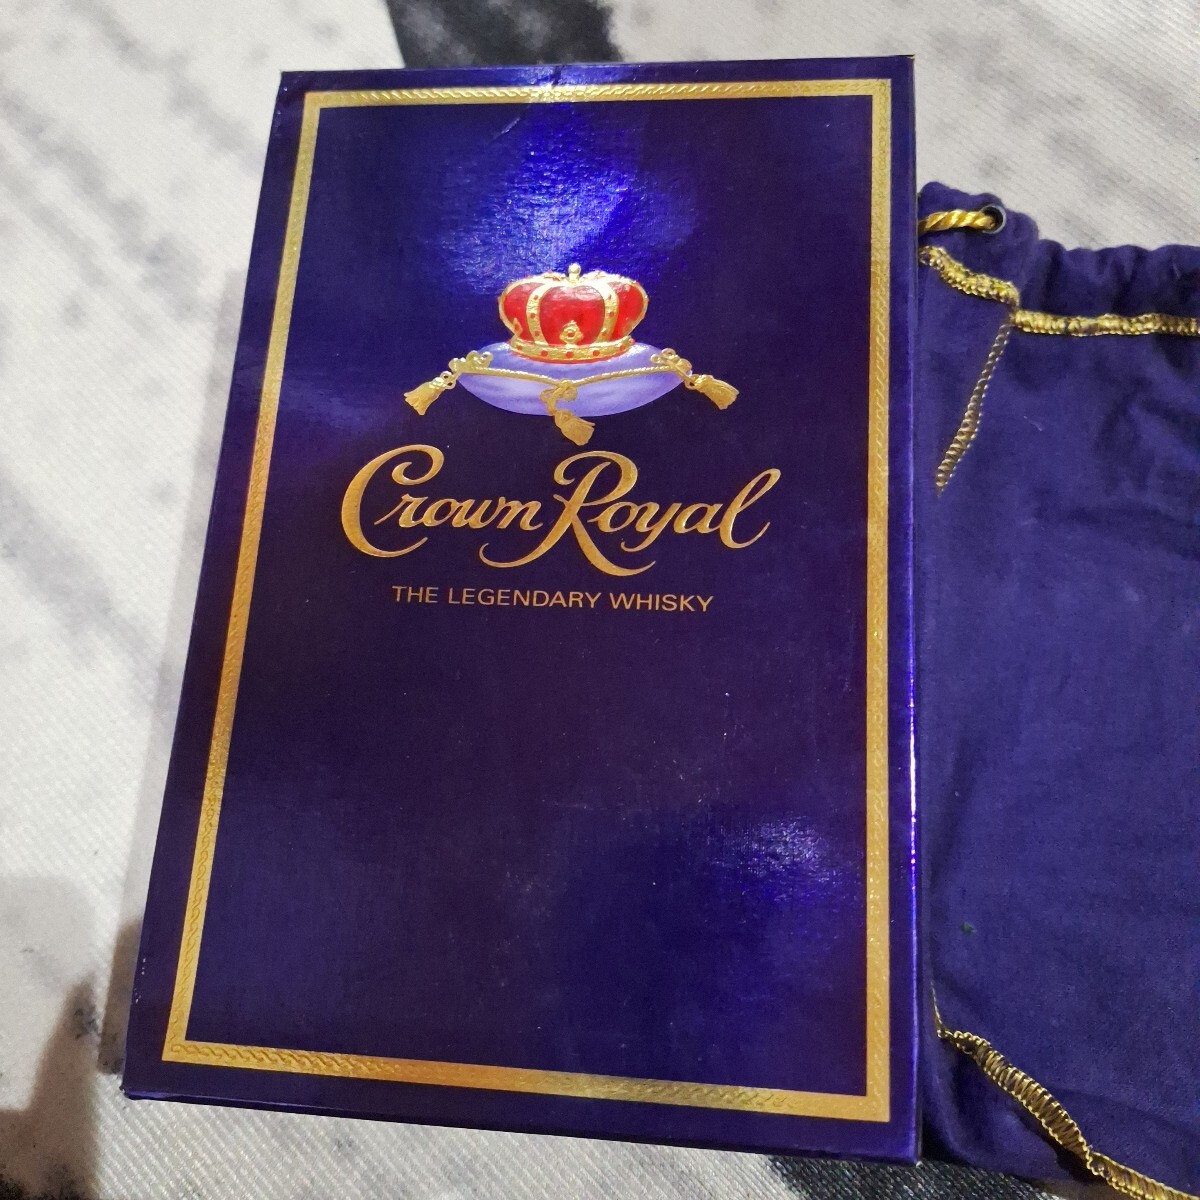 Crown Royal
THE LEGENDARY WHISKY